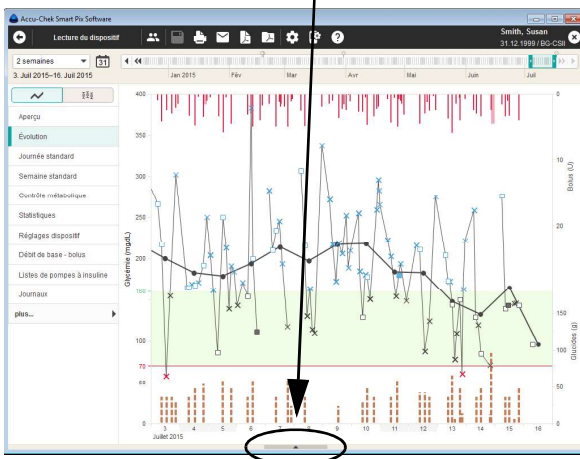 Accu-Chek Smart Pix Software
Lecture du dispositif
Smith, Susan
31.12.1999 / BG-CSII
2 semaines
31
3. Juil 2015–16. Juil 2015
Jan 2015 Fév Mar Avr Mai Juin Juil
Aperçu
Évolution
Journée standard
Semaine standard
Contrôle métabolique
Statistiques
Réglages dispositif
Débit de base - bolus
Listes de pompes à insuline
Journaux
plus...
Glycémie (mg/dL)
400
350
300
250
200
160
100
70
50
0
Bolus (U)
0
10
20
Glucides (g)
150
100
50
0
3 4 5 6 7 8 9 10 11 12 13 14 15 16
Juillet 2015